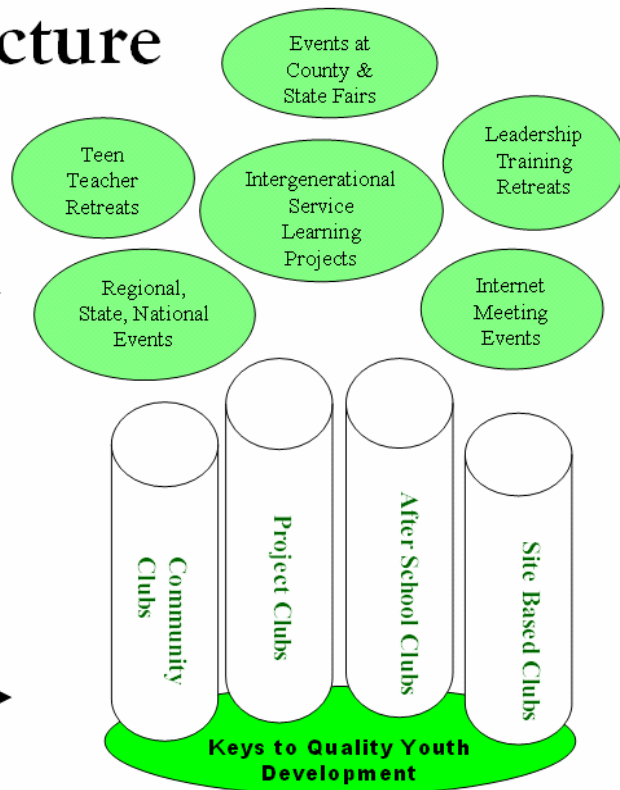 cture
Events at
County &
State Fairs
Teen
Teacher
Retreats
Intergenerational
Service
Learning
Projects
Leadership
Training
Retreats
Regional,
State, National
Events
Internet
Meeting
Events
Community
Clubs
Project Clubs
After School Clubs
Site Based Clubs
Keys to Quality Youth
Development